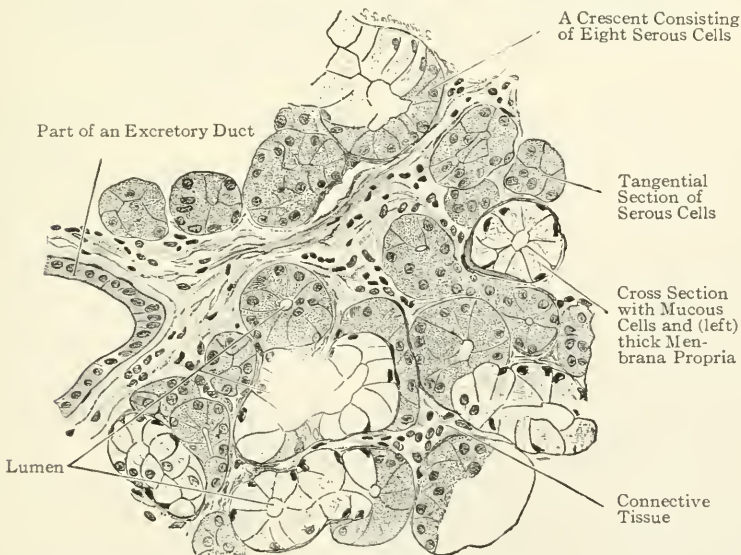 A Crescent Consisting
of Eight Serous Cells
Part of an Excretory Duct
Tangential
Section of
Serous Cells
Cross Section
with Mucous
Cells and (left)
thick Mem-
brana Propria
Lumen
Connective
Tissue